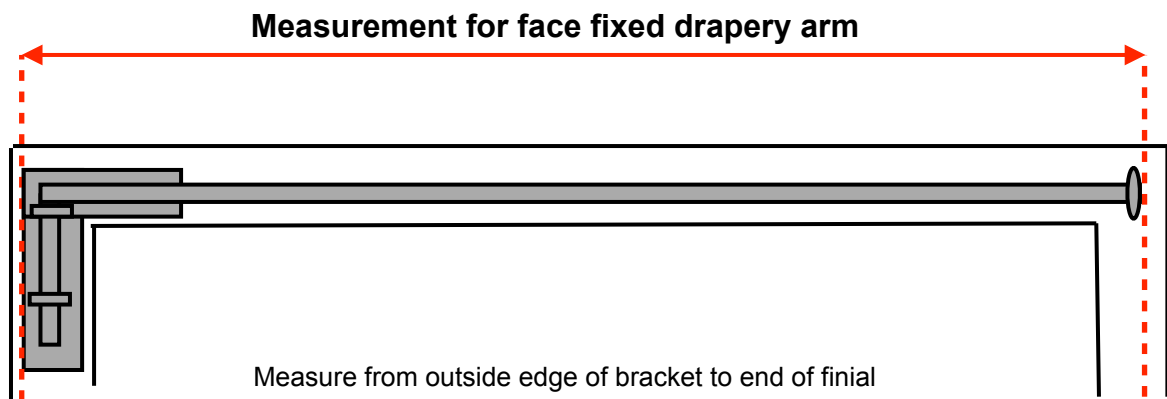 Measurement for face fixed drapery arm
Measure from outside edge of bracket to end of finial